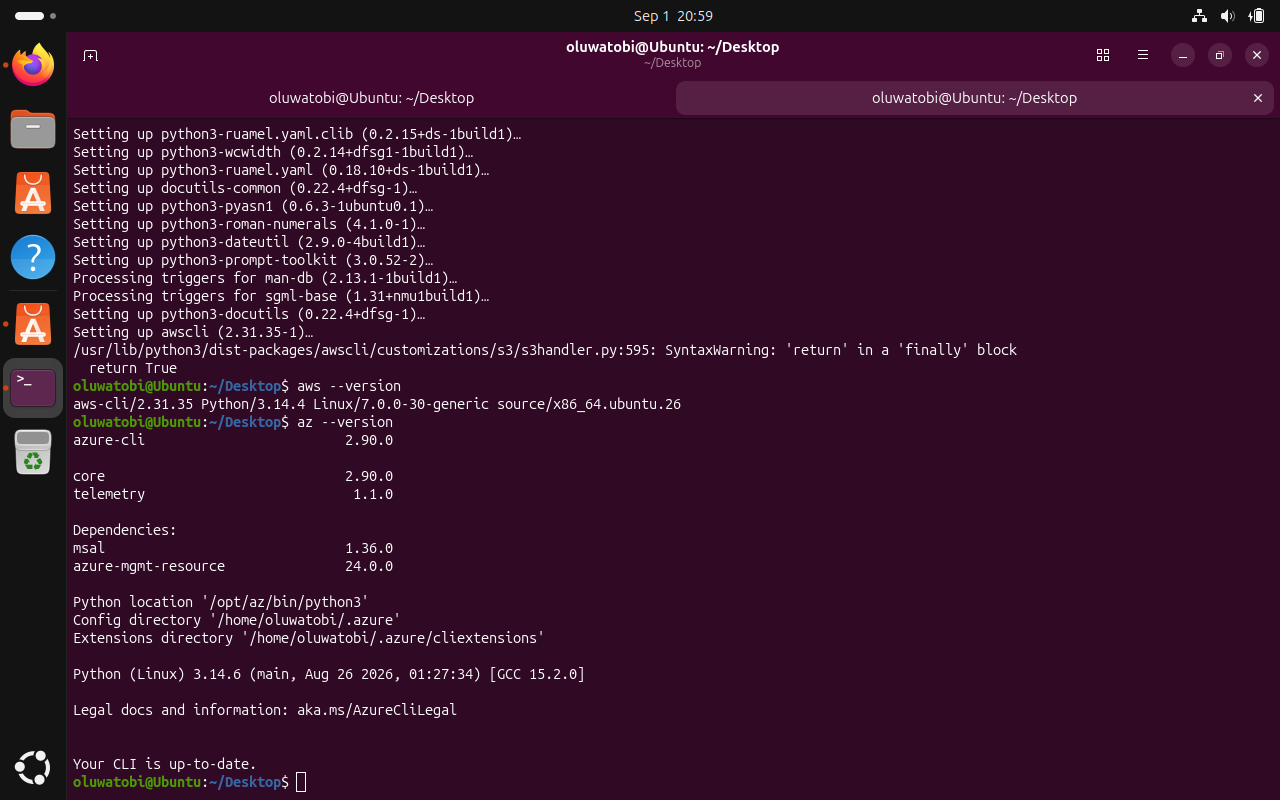 Sep 1 20:59
oluwatobi@Ubuntu: ~/Desktop
~/Desktop
oluwatobi@Ubuntu: ~/Desktop
oluwatobi@Ubuntu: ~/Desktop
Setting up python3-ruamel.yaml.clib (0.2.15+ds-1build1)…
Setting up python3-wcwidth (0.2.14+dfsg1-1build1)…
Setting up python3-ruamel.yaml (0.18.10+ds-1build1)…
Setting up docutils-common (0.22.4+dfsg-1)…
Setting up python3-pyasn1 (0.6.3-1ubuntu0.1)…
Setting up python3-roman-numerals (4.1.0-1)…
Setting up python3-dateutil (2.9.0-4build1)…
Setting up python3-prompt-toolkit (3.0.52-2)…
Processing triggers for man-db (2.13.1-1build1)…
Processing triggers for sgml-base (1.31+nmu1build1)…
Setting up python3-docutils (0.22.4+dfsg-1)…
Setting up awscli (2.31.35-1)…
/usr/lib/python3/dist-packages/awscli/customizations/s3/s3handler.py:595: SyntaxWarning: 'return' in a 'finally' block
  return True
oluwatobi@Ubuntu:~/Desktop$ aws --version
aws-cli/2.31.35 Python/3.14.4 Linux/7.0.0-30-generic source/x86_64.ubuntu.26
oluwatobi@Ubuntu:~/Desktop$ az --version
azure-cli                         2.90.0
core                              2.90.0
telemetry                          1.1.0
Dependencies:
msal                              1.36.0
azure-mgmt-resource               24.0.0
Python location '/opt/az/bin/python3'
Config directory '/home/oluwatobi/.azure'
Extensions directory '/home/oluwatobi/.azure/cliextensions'
Python (Linux) 3.14.6 (main, Aug 26 2026, 01:27:34) [GCC 15.2.0]
Legal docs and information: aka.ms/AzureCliLegal
Your CLI is up-to-date.
oluwatobi@Ubuntu:~/Desktop$